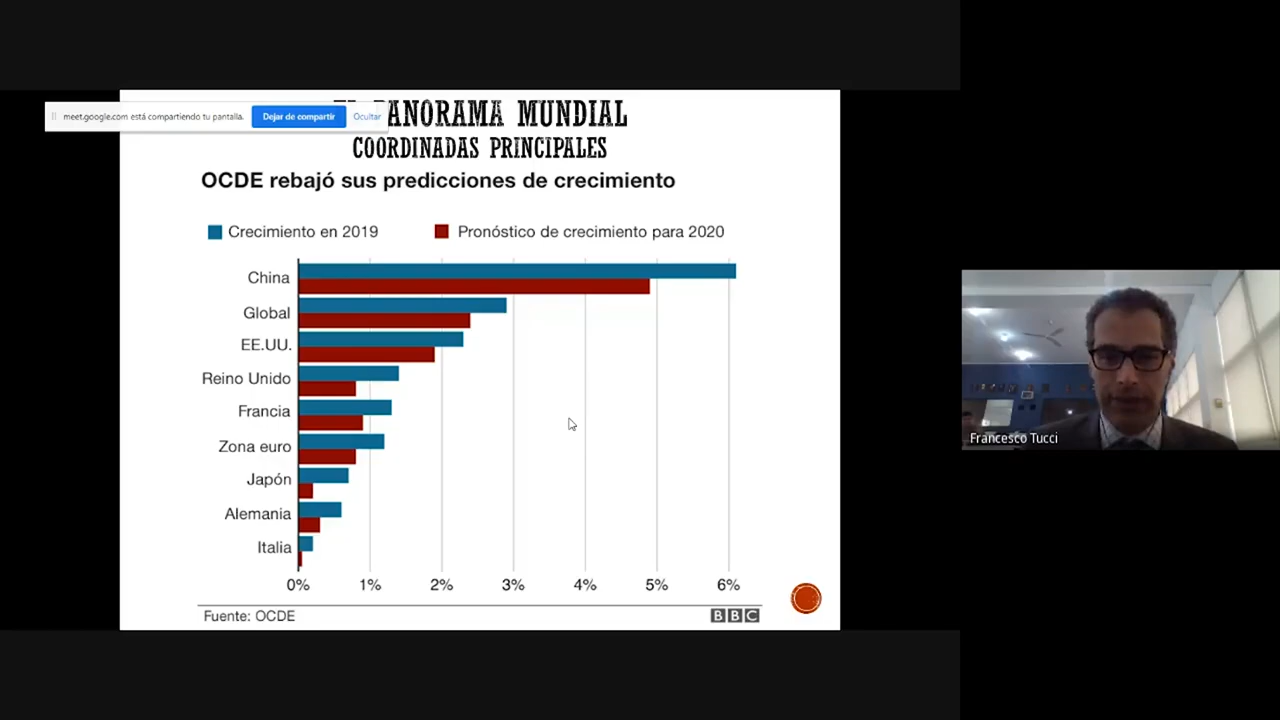 meet.google.com está compartiendo tu pantalla.
Dejar de compartir
Ocultar
PANORAMA MUNDIAL
COORDINADAS PRINCIPALES
OCDE rebajó sus predicciones de crecimiento
Crecimiento en 2019
Pronóstico de crecimiento para 2020
China
Global
EE.UU.
Reino Unido
Francia
Zona euro
Japón
Alemania
Italia
0% 1% 2% 3% 4% 5% 6%
Fuente: OCDE
BBC
Francesco Tucci